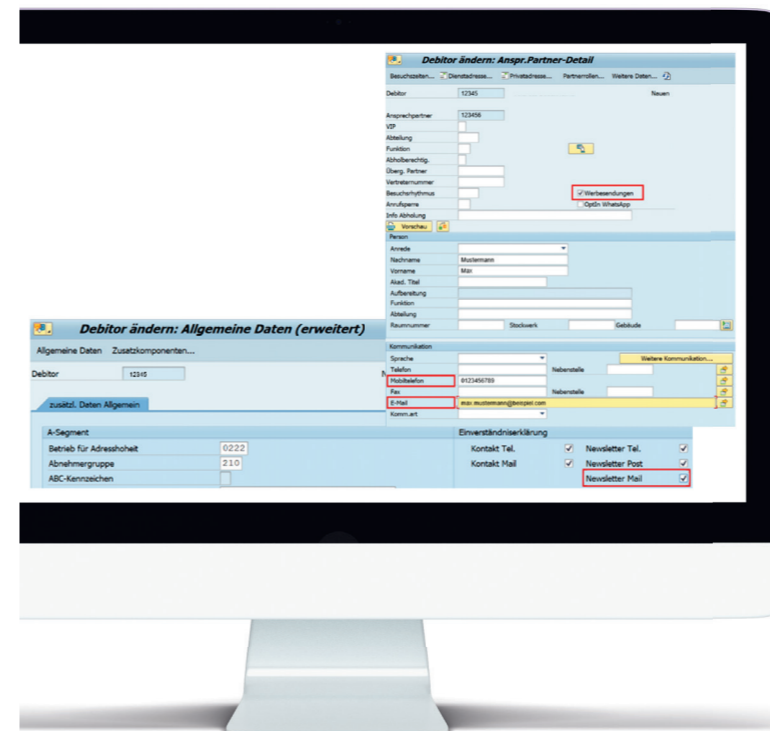 Debitor ändern: Anspr.Partner-Detail
Besuchszeiten... Dienstadresse... Privatadresse... Partnerrollen... Weitere Daten...
Debitor 12345 Neuen
Ansprechpartner 123456
VIP
Abteilung
Funktion
Abholberechtig.
Überg. Partner
Vertreternummer
Besuchsrhythmus Werbesendungen
Anrufsperre OptIn WhatsApp
Info Abholung
Vorschau
Person
Anrede
Nachname Mustermann
Vorname Max
Akad. Titel
Aufbereitung
Funktion
Abteilung
Raumnummer Stockwerk Gebäude
Kommunikation
Sprache Weitere Kommunikation...
Telefon Nebenstelle
Mobiltelefon 0123456789
Fax Nebenstelle
E-Mail max.mustermann@beispiel.com
Komm.art
Debitor ändern: Allgemeine Daten (erweitert)
Allgemeine Daten Zusatzkomponenten...
Debitor 12345 N
zusätzl. Daten Allgemein
A-Segment Einverständniserklärung
Betrieb für Adresshoheit 0222 Kontakt Tel. Newsletter Tel.
Abnehmergruppe 210 Kontakt Mail Newsletter Post
ABC-Kennzeichen Newsletter Mail